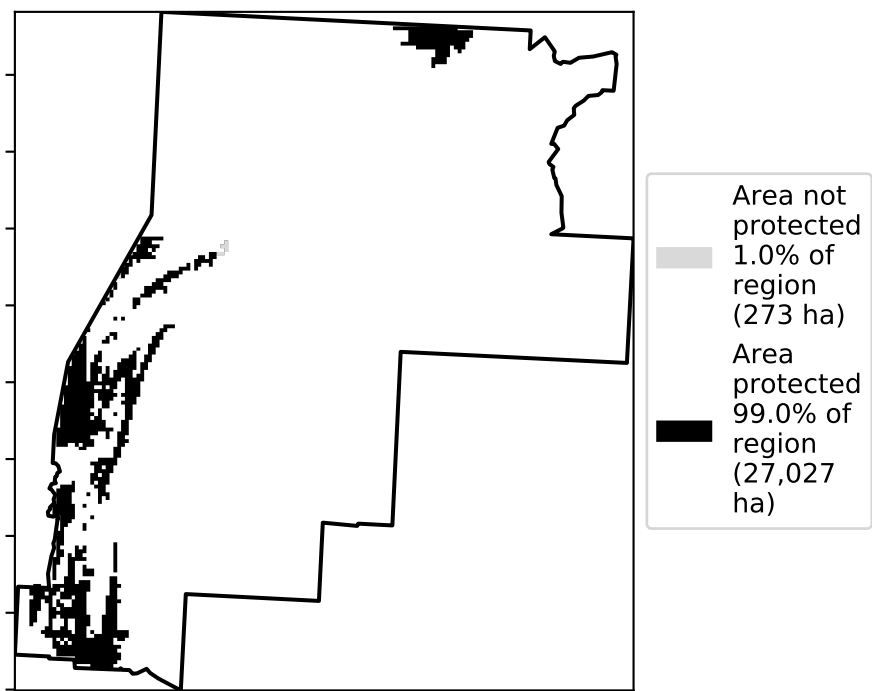 Area not
protected
1.0% of
region
(273 ha)
Area
protected
99.0% of
region
(27,027
ha)